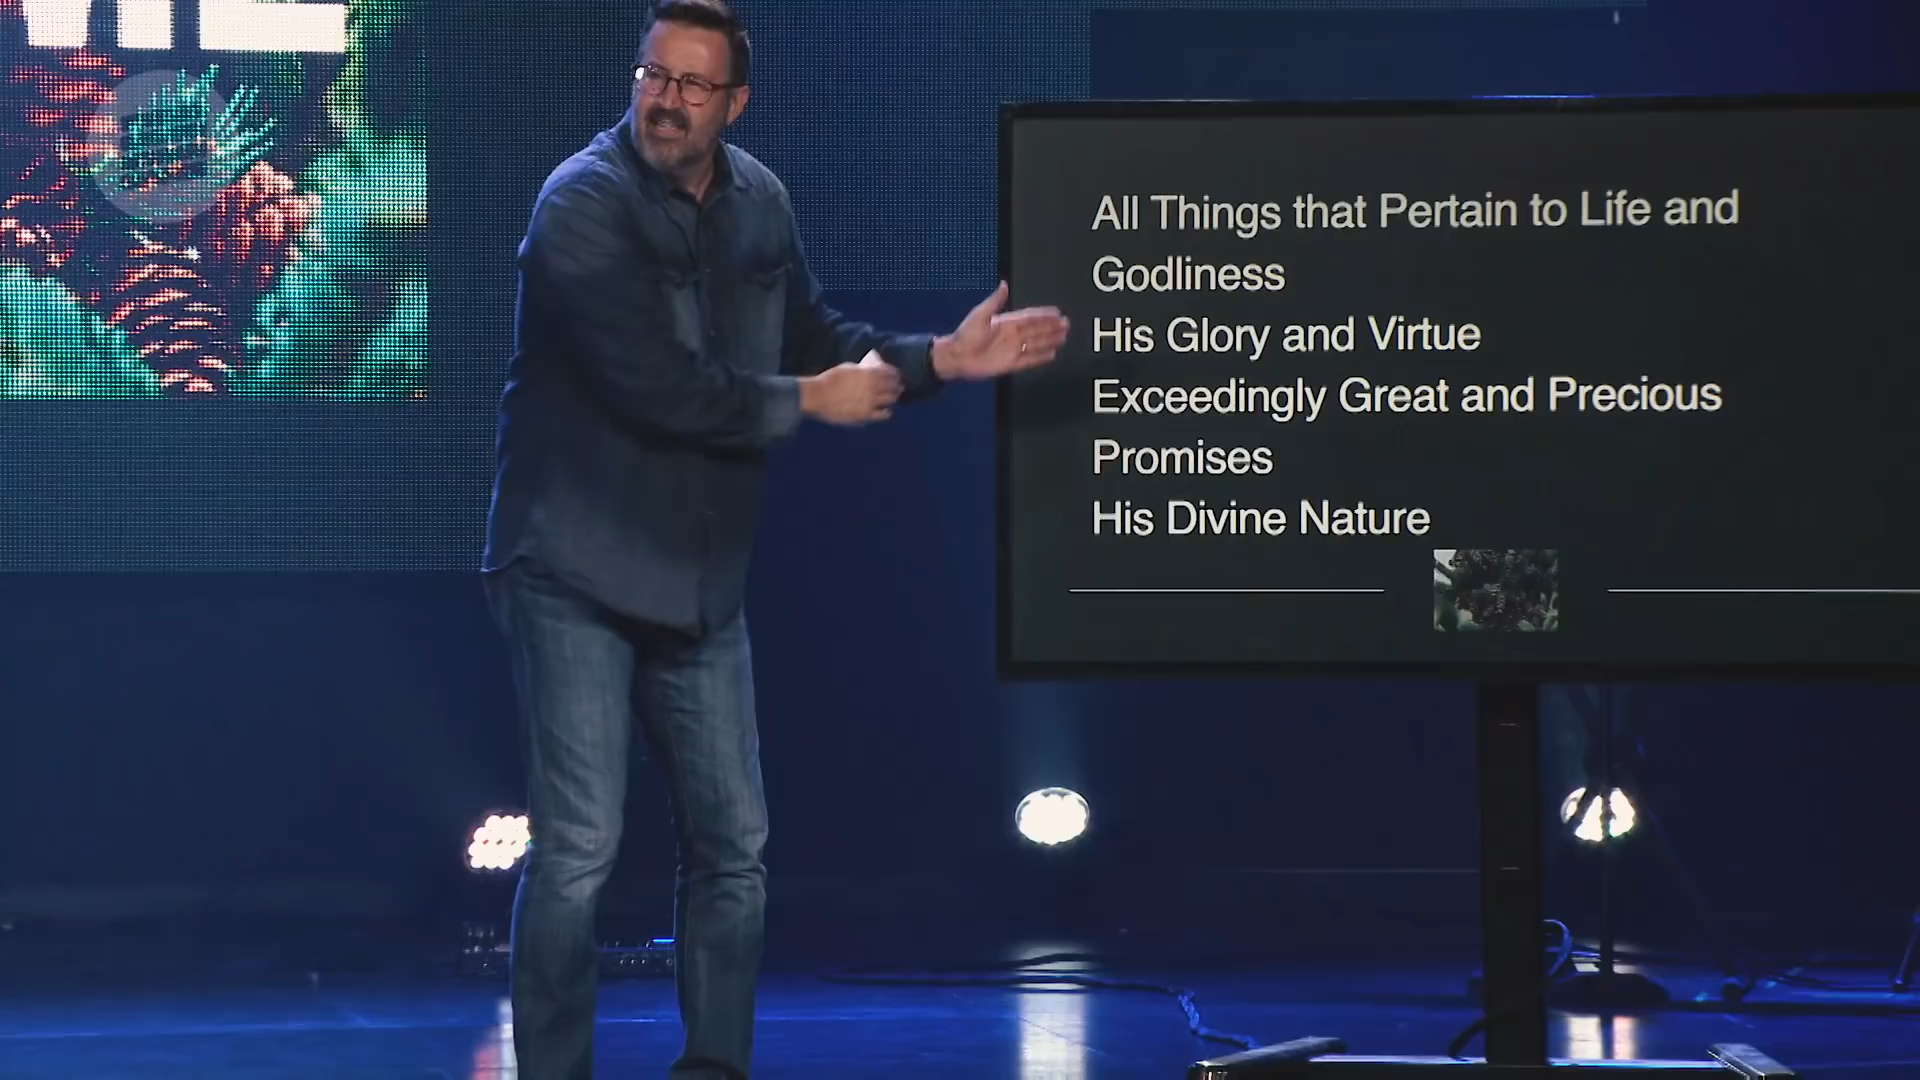 All Things that Pertain to Life and
Godliness
His Glory and Virtue
Exceedingly Great and Precious
Promises
His Divine Nature